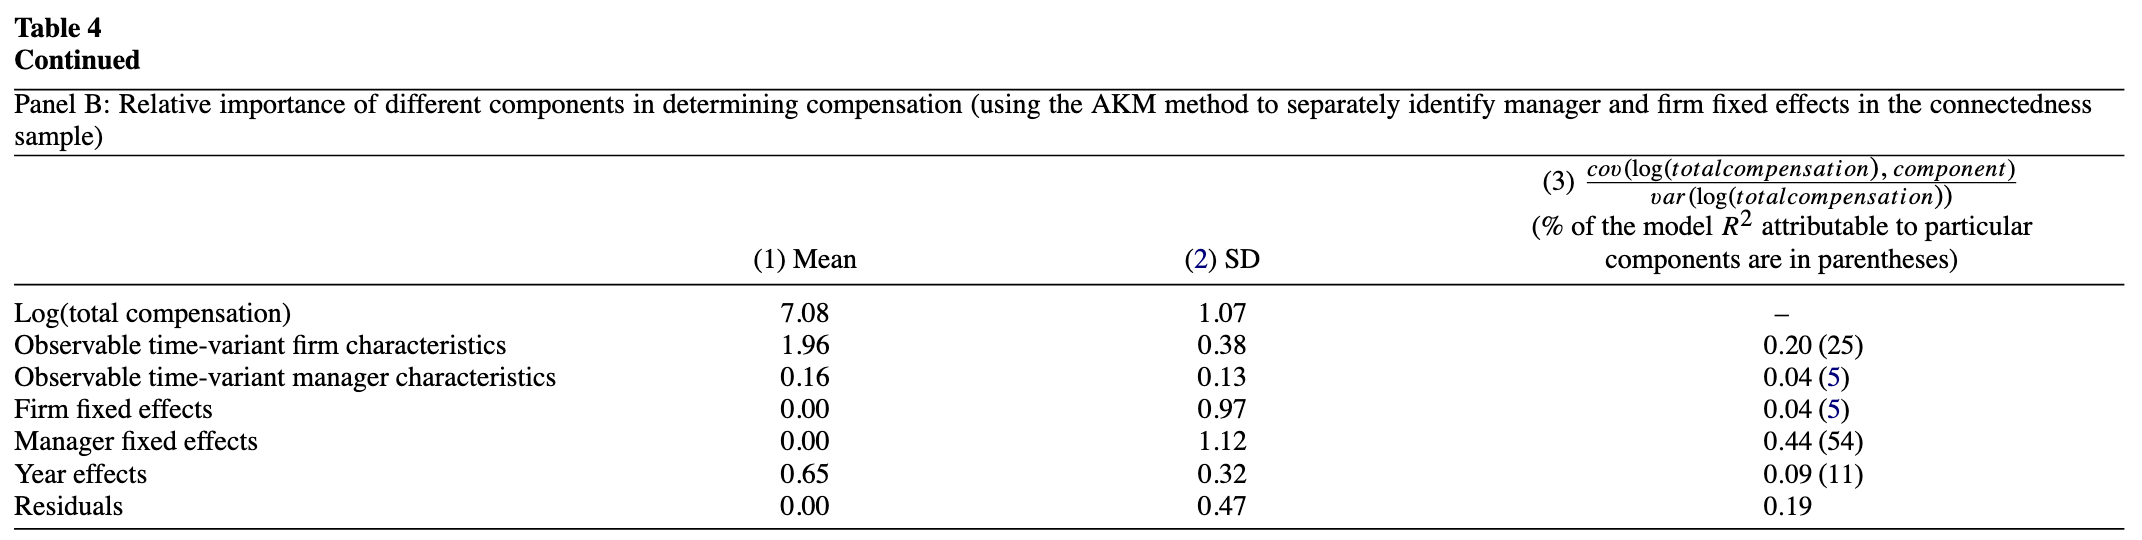 Table 4
Continued
Panel B: Relative importance of different components in determining compensation (using the AKM method to separately identify manager and firm fixed effects in the connectedness
sample)
(3) cov(log(totalcompensation), component) / var(log(totalcompensation))
(% of the model R² attributable to particular
(1) Mean (2) SD components are in parentheses)
Log(total compensation) 7.08 1.07 –
Observable time-variant firm characteristics 1.96 0.38 0.20 (25)
Observable time-variant manager characteristics 0.16 0.13 0.04 (5)
Firm fixed effects 0.00 0.97 0.04 (5)
Manager fixed effects 0.00 1.12 0.44 (54)
Year effects 0.65 0.32 0.09 (11)
Residuals 0.00 0.47 0.19